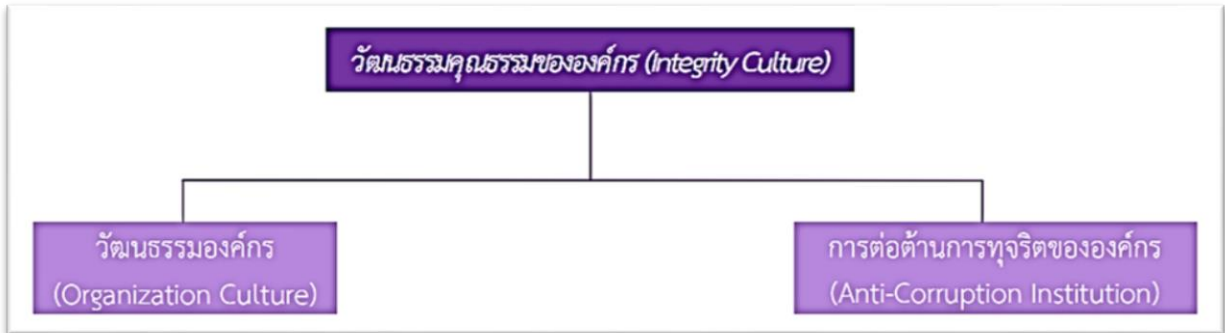 วัฒนธรรมคุณธรรมขององค์กร (Integrity Culture)
วัฒนธรรมองค์กร
(Organization Culture)
การต่อต้านการทุจริตขององค์กร
(Anti-Corruption Institution)